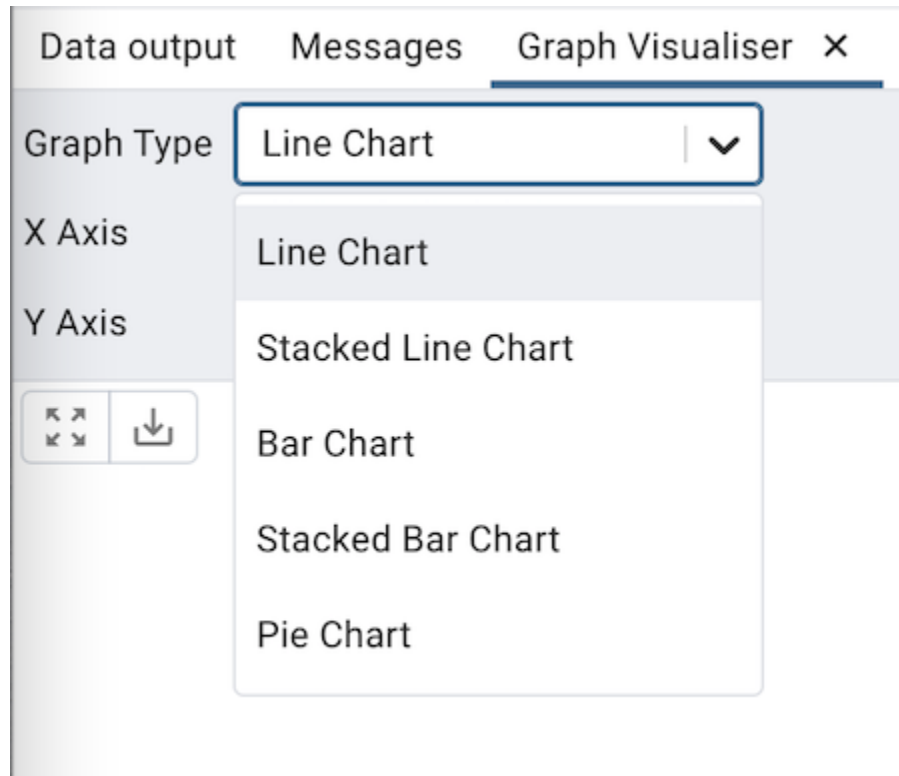 Data output Messages Graph Visualiser
Graph Type Line Chart
X Axis
Line Chart
Y Axis
Stacked Line Chart
Bar Chart
Stacked Bar Chart
Pie Chart